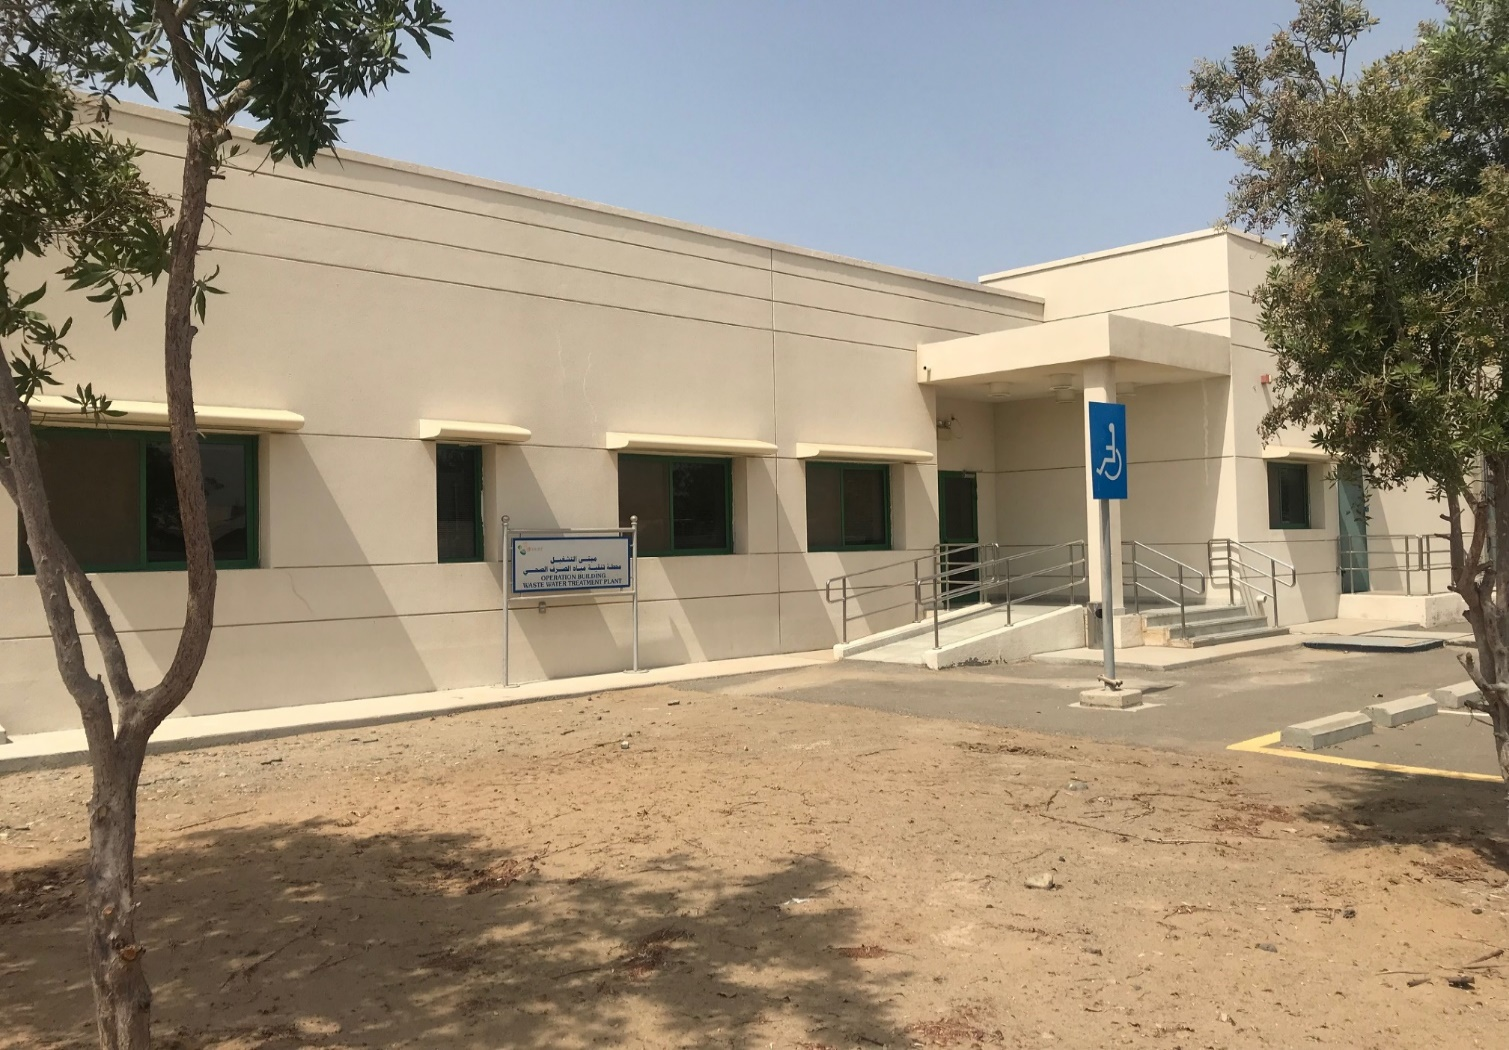 مبنى التشغيل
محطة تنقية مياه الصرف الصحي
OPERATION BUILDING
WASTE WATER TREATMENT PLANT